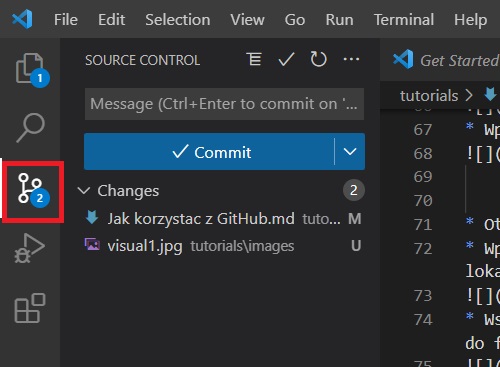 File Edit Selection View Go Run Terminal Help
1
SOURCE CONTROL
Get Started
Message (Ctrl+Enter to commit on '...
tutorials >
Commit
67 * Wp
68 ![](
69
70
Changes 2
71 * Ot
Jak korzystac z GitHub.md tuto... M
72 * Wp
visual1.jpg tutorials\images U
loka
73 ![](
74 * Ws
do f
75 ![](
2